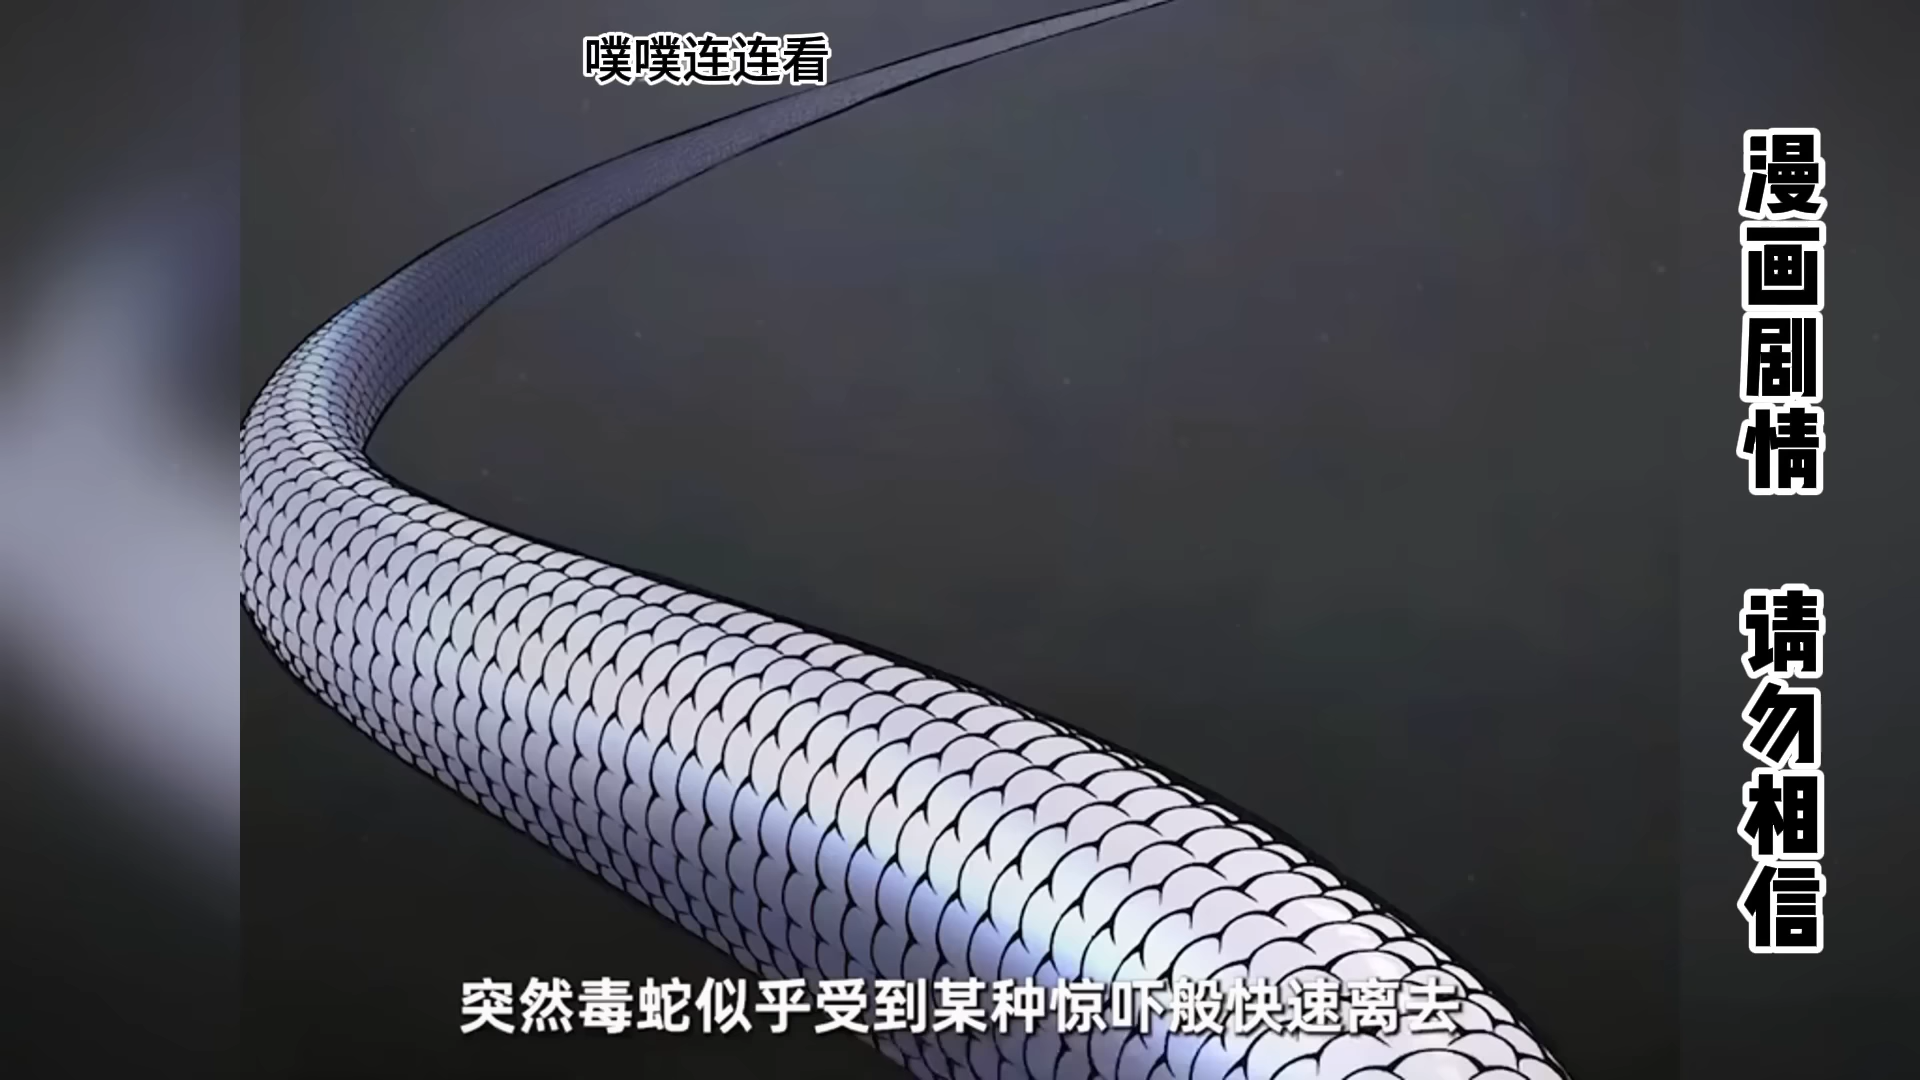 噗噗连连看
漫画剧情 请勿相信
突然毒蛇似乎受到某种惊吓般快速离去